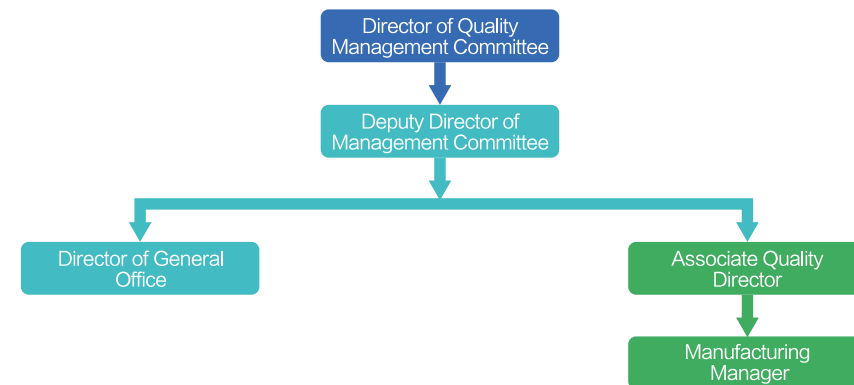 Director of Quality
Management Committee
Deputy Director of
Management Committee
Director of General
Office
Associate Quality
Director
Manufacturing
Manager